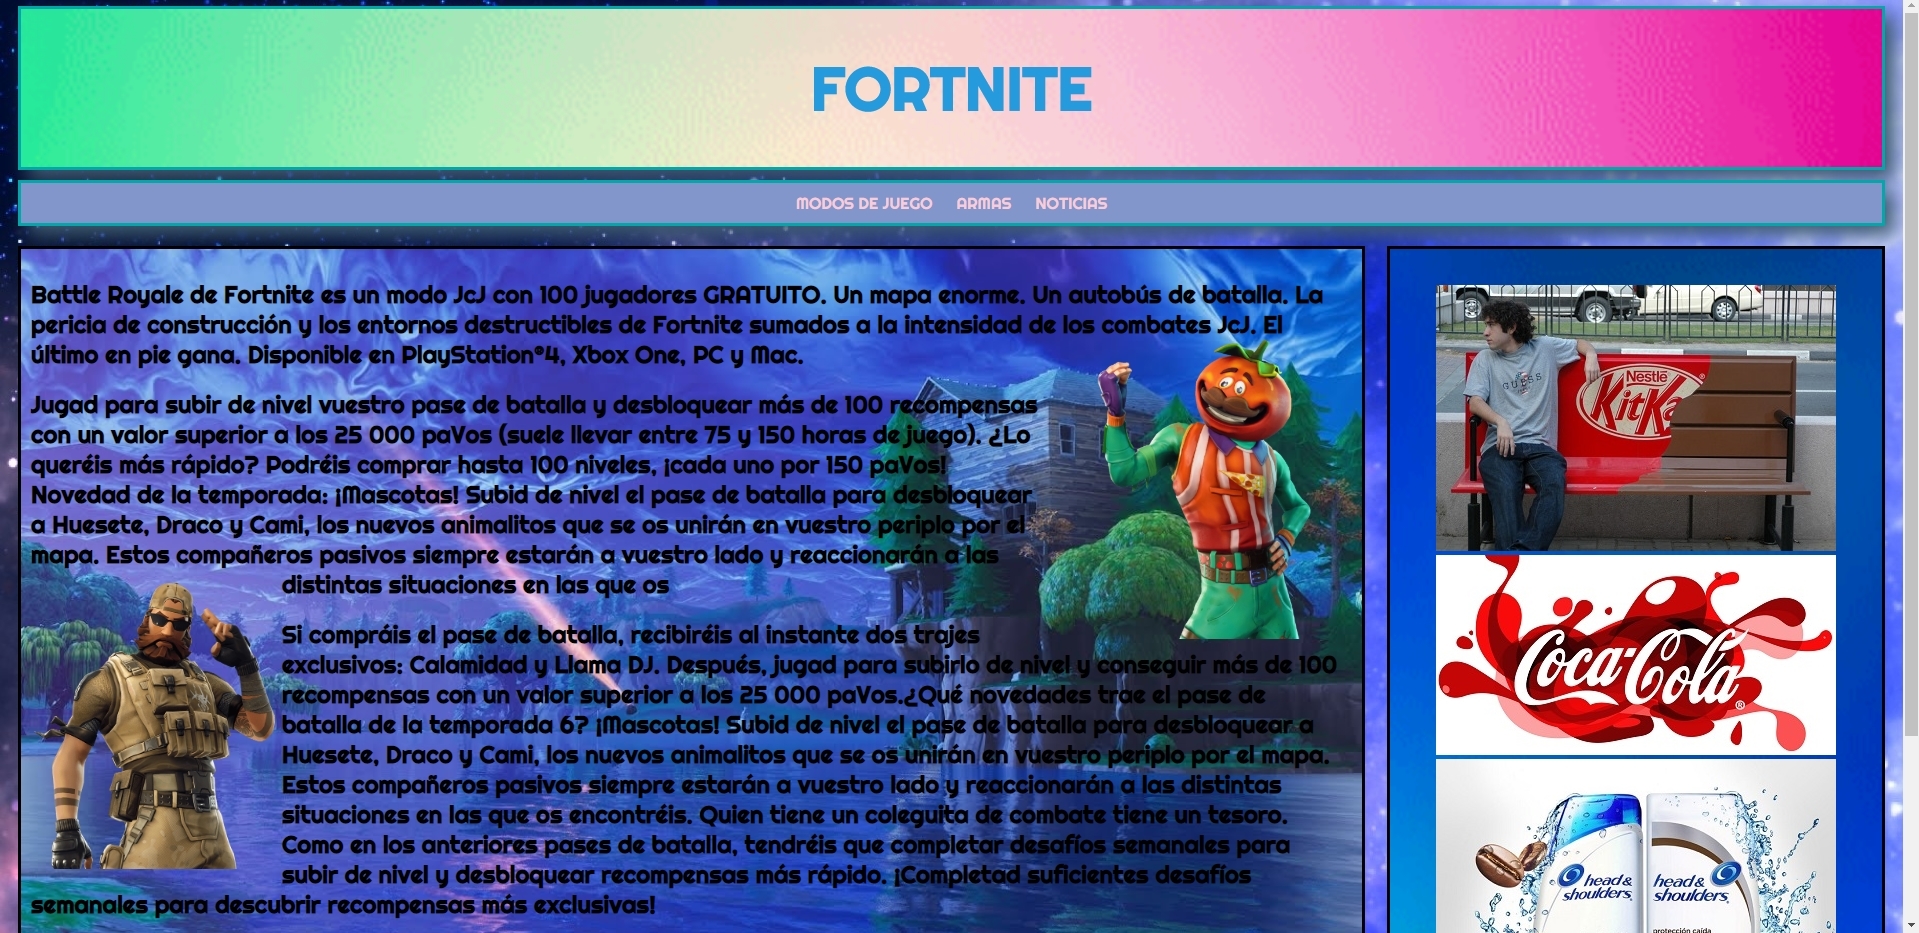 FORTNITE
MODOS DE JUEGO ARMAS NOTICIAS
Battle Royale de Fortnite es un modo JcJ con 100 jugadores GRATUITO. Un mapa enorme. Un autobús de batalla. La
pericia de construcción y los entornos destructibles de Fortnite sumados a la intensidad de los combates JcJ. El
último en pie gana. Disponible en PlayStation®4, Xbox One, PC y Mac.
Jugad para subir de nivel vuestro pase de batalla y desbloquear más de 100 recompensas
con un valor superior a los 25 000 paVos (suele llevar entre 75 y 150 horas de juego). ¿Lo
queréis más rápido? Podréis comprar hasta 100 niveles, ¡cada uno por 150 paVos!
Novedad de la temporada: ¡Mascotas! Subid de nivel el pase de batalla para desbloquear
a Huesete, Draco y Cami, los nuevos animalitos que se os unirán en vuestro periplo por el
mapa. Estos compañeros pasivos siempre estarán a vuestro lado y reaccionarán a las
distintas situaciones en las que os
Si compráis el pase de batalla, recibiréis al instante dos trajes
exclusivos: Calamidad y Llama DJ. Después, jugad para subirlo de nivel y conseguir más de 100
recompensas con un valor superior a los 25 000 paVos.¿Qué novedades trae el pase de
batalla de la temporada 6? ¡Mascotas! Subid de nivel el pase de batalla para desbloquear a
Huesete, Draco y Cami, los nuevos animalitos que se os unirán en vuestro periplo por el mapa.
Estos compañeros pasivos siempre estarán a vuestro lado y reaccionarán a las distintas
situaciones en las que os encontréis. Quien tiene un coleguita de combate tiene un tesoro.
Como en los anteriores pases de batalla, tendréis que completar desafíos semanales para
subir de nivel y desbloquear recompensas más rápido. ¡Completad suficientes desafíos
semanales para descubrir recompensas más exclusivas!
GUESS
Nestlé
KitKa
Coca-Cola®
head &
shoulders
head &
shoulders
protección caída